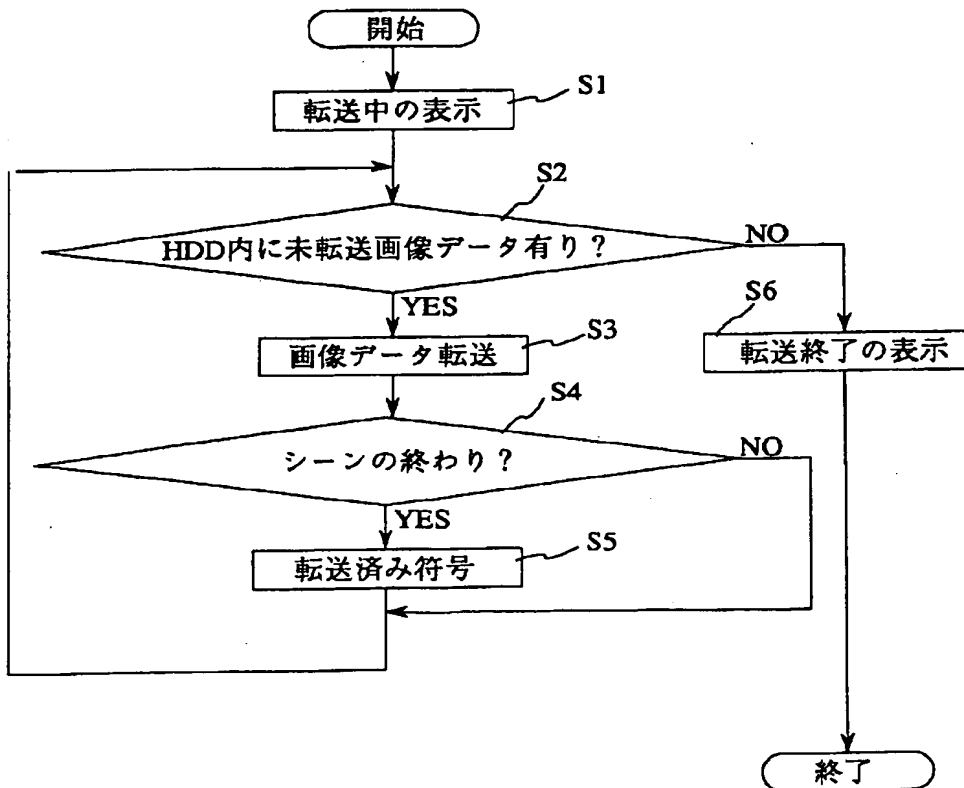 開始
S1
転送中の表示
S2
HDD内に未転送画像データ有り？
NO
YES
S6
S3
転送終了の表示
画像データ転送
S4
シーンの終わり？
NO
YES
S5
転送済み符号
終了